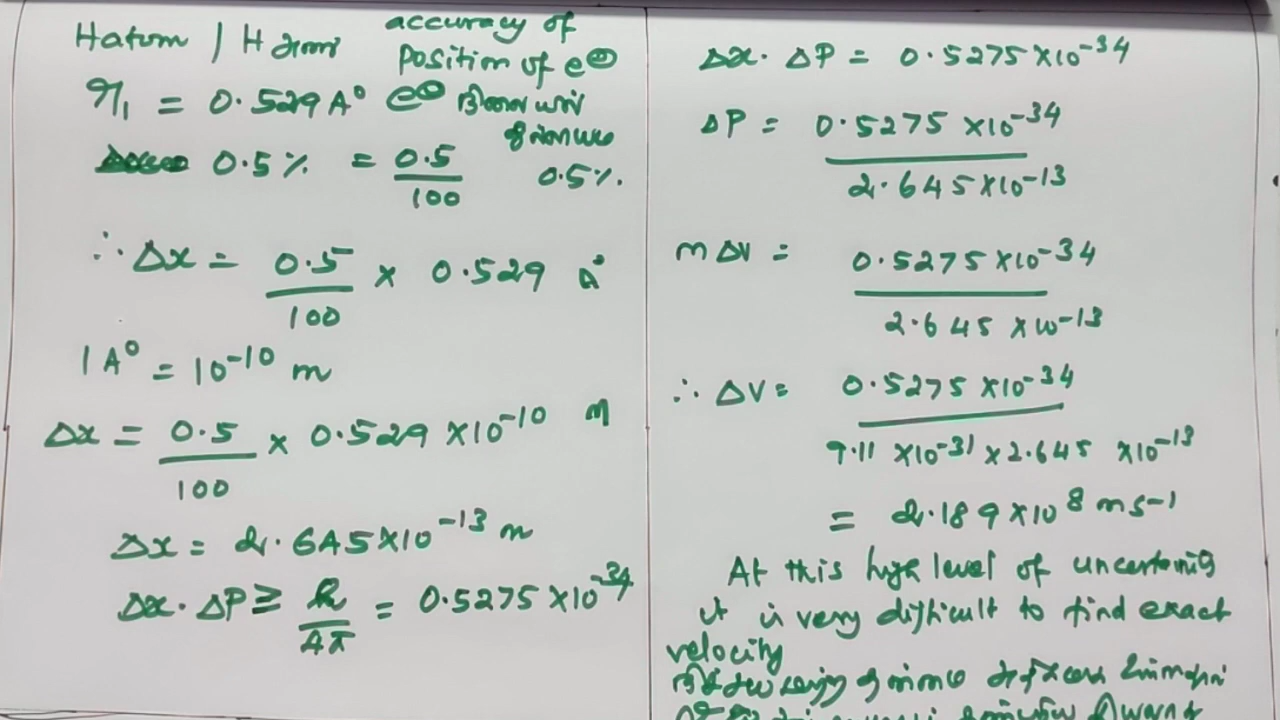 H atom / H அணு
accuracy of
position of e⊖
r₁ = 0.529 A° e⊖
0.5 % = 0.5/100
0.5%.
∴ Δx = 0.5/100 × 0.529 A°
1 A° = 10⁻¹⁰ m
Δx = 0.5/100 × 0.529 ×10⁻¹⁰ m
Δx = 2.645×10⁻¹³ m
Δx. ΔP ≥ h/4π = 0.5275 ×10⁻³⁴
Δx. ΔP = 0.5275×10⁻³⁴
ΔP = 0.5275 ×10⁻³⁴/2.645×10⁻¹³
mΔV = 0.5275 ×10⁻³⁴/2.645 ×10⁻¹³
∴ ΔV = 0.5275 ×10⁻³⁴/9.11 ×10⁻³¹ ×2.645 ×10⁻¹³
= 2.189 ×10⁸ ms⁻¹
At this high level of
it is very difficult to find exact
velocity